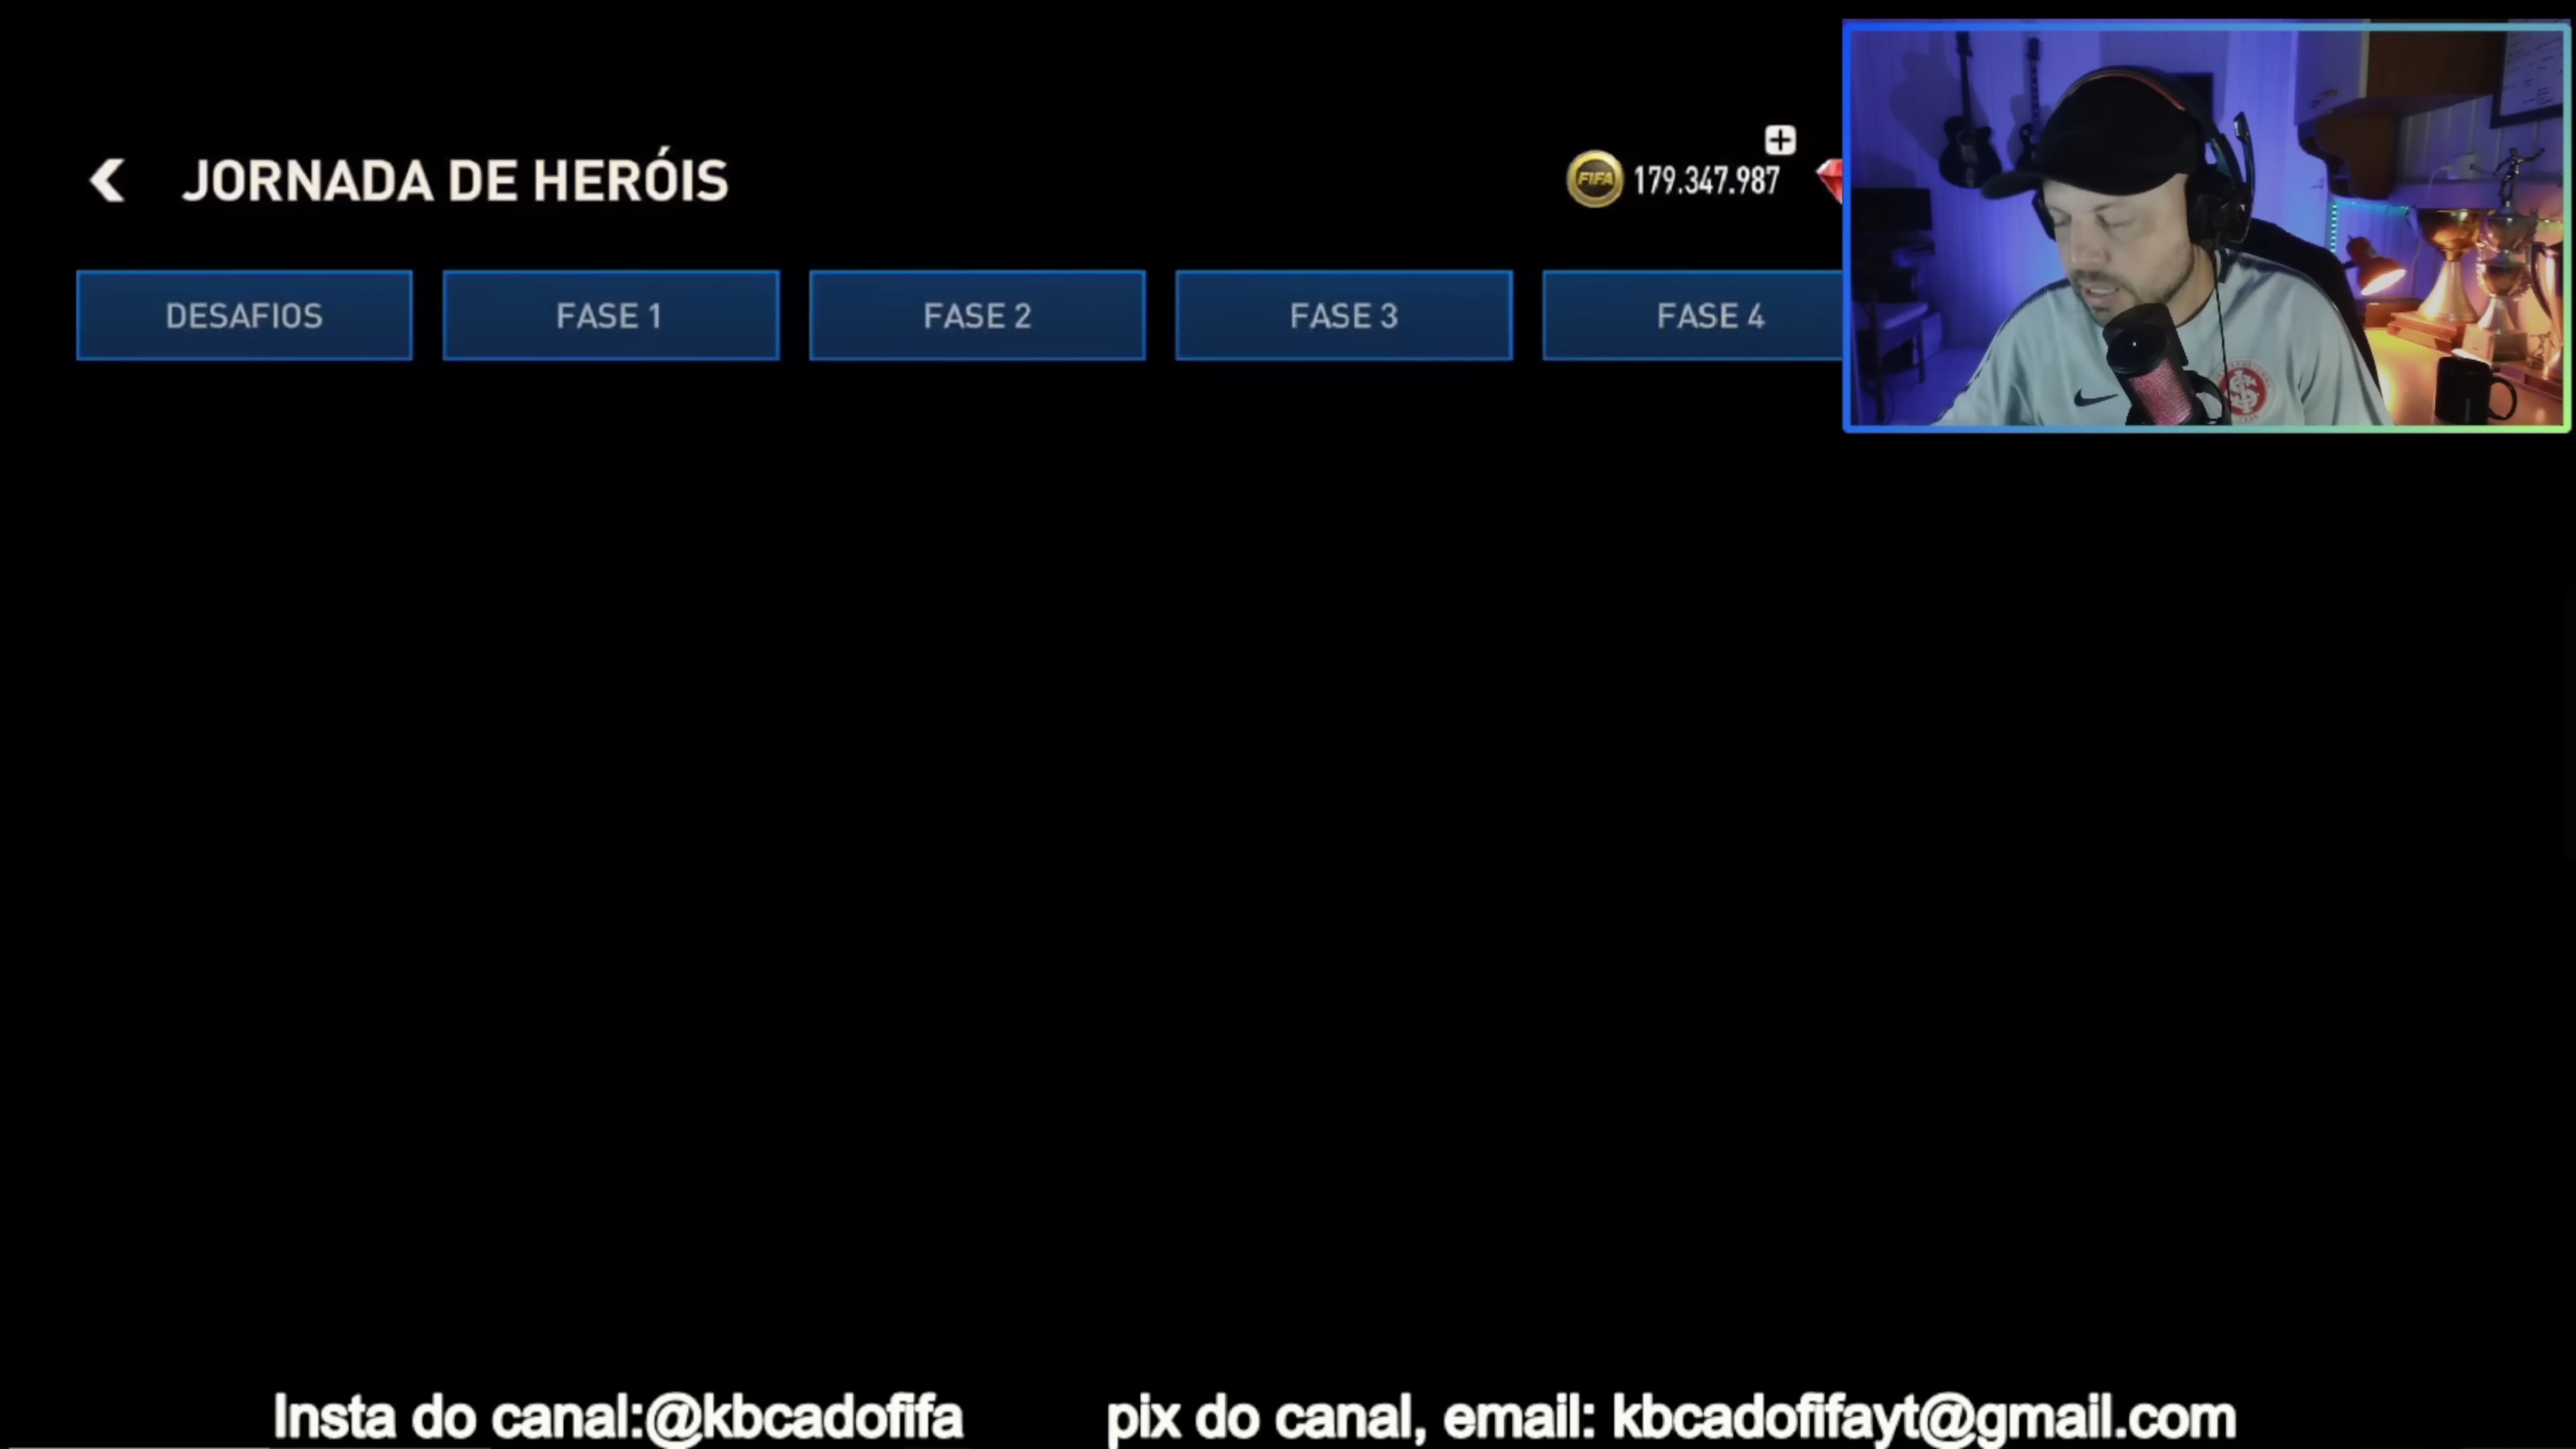 JORNADA DE HERÓIS
FIFA 179.347.987
DESAFIOS
FASE 1
FASE 2
FASE 3
FASE 4
Insta do canal:@kbcadofifa
pix do canal, email: kbcadofifayt@gmail.com